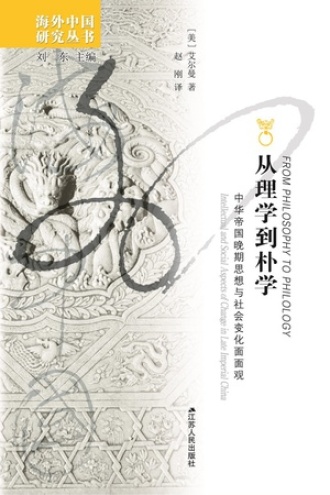 海外中国
研究丛书
刘东 主编
[美] 艾尔曼 著
赵刚 译
从理学到朴学
FROM PHILOSOPHY TO PHILOLOGY
中华帝国晚期思想与社会变化面面观
Intellectual and Social Aspects of Change in Late Imperial China
江苏人民出版社